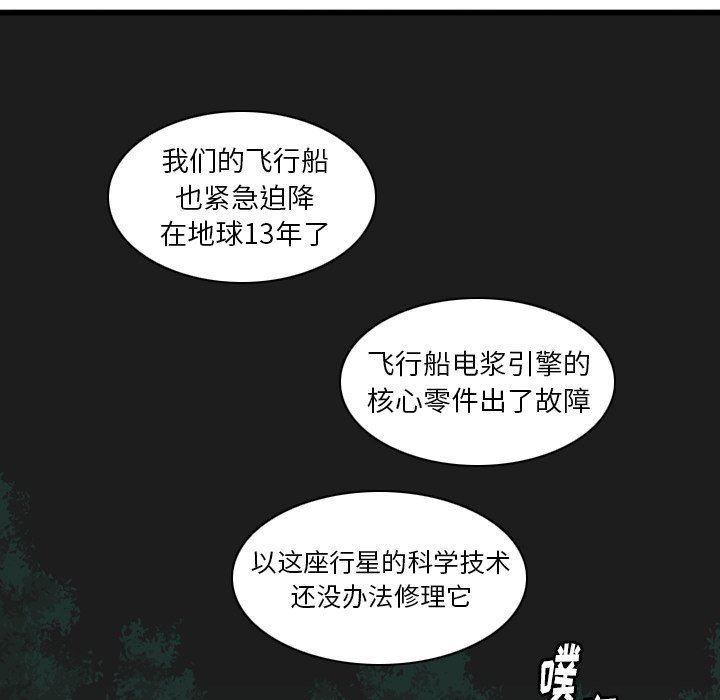 我们的飞行船
也紧急迫降
在地球13年了
飞行船电浆引擎的
核心零件出了故障
以这座行星的科学技术
还没办法修理它
噗